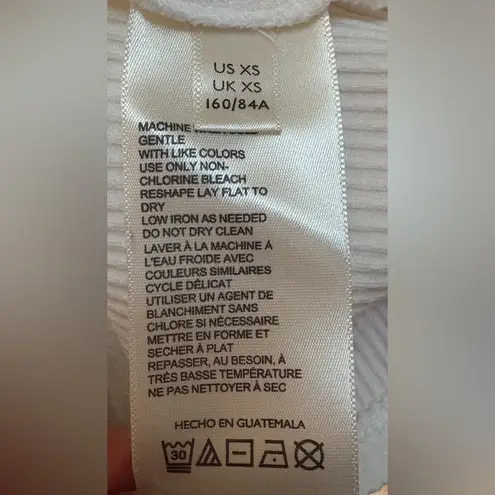 US XS
UK XS
160/84A
MACHINE
GENTLE
WITH LIKE COLORS
USE ONLY NON-
CHLORINE BLEACH
RESHAPE LAY FLAT TO
DRY
LOW IRON AS NEEDED
DO NOT DRY CLEAN
LAVER À LA MACHINE À
L'EAU FROIDE AVEC
COULEURS SIMILAIRES
CYCLE DÉLICAT
UTILISER UN AGENT DE
BLANCHIMENT SANS
CHLORE SI NÉCESSAIRE
METTRE EN FORME ET
SÉCHER À PLAT
REPASSER, AU BESOIN, À
TRÈS BASSE TEMPÉRATURE
NE PAS NETTOYER À SEC
HECHO EN GUATEMALA
30